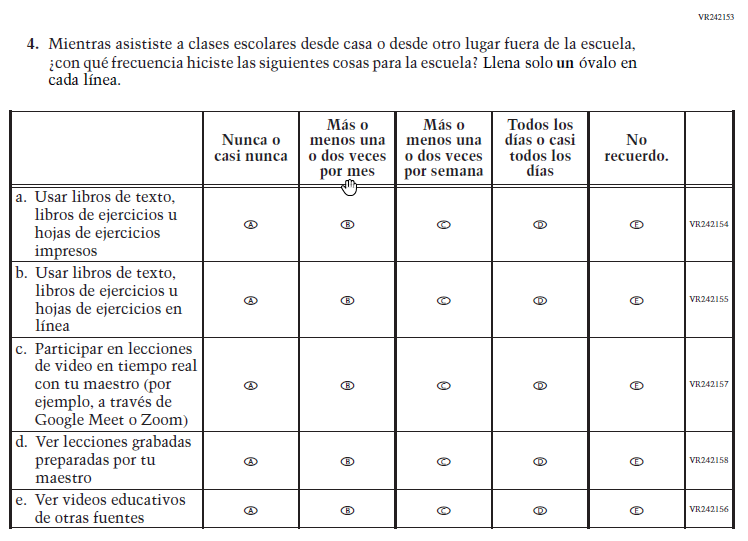 VR242153
4. Mientras asististe a clases escolares desde casa o desde otro lugar fuera de la escuela,
¿con qué frecuencia hiciste las siguientes cosas para la escuela? Llena solo un óvalo en
cada línea.
Nunca o
casi nunca
Más o
menos una
o dos veces
por mes
Más o
menos una
o dos veces
por semana
Todos los
días o casi
todos los
días
No
recuerdo.
a. Usar libros de texto,
libros de ejercicios u
hojas de ejercicios
impresos
A B C D E VR242154
b. Usar libros de texto,
libros de ejercicios u
hojas de ejercicios en
línea
A B C D E VR242155
c. Participar en lecciones
de video en tiempo real
con tu maestro (por
ejemplo, a través de
Google Meet o Zoom)
A B C D E VR242157
d. Ver lecciones grabadas
preparadas por tu
maestro
A B C D E VR242158
e. Ver videos educativos
de otras fuentes
A B C D E VR242156